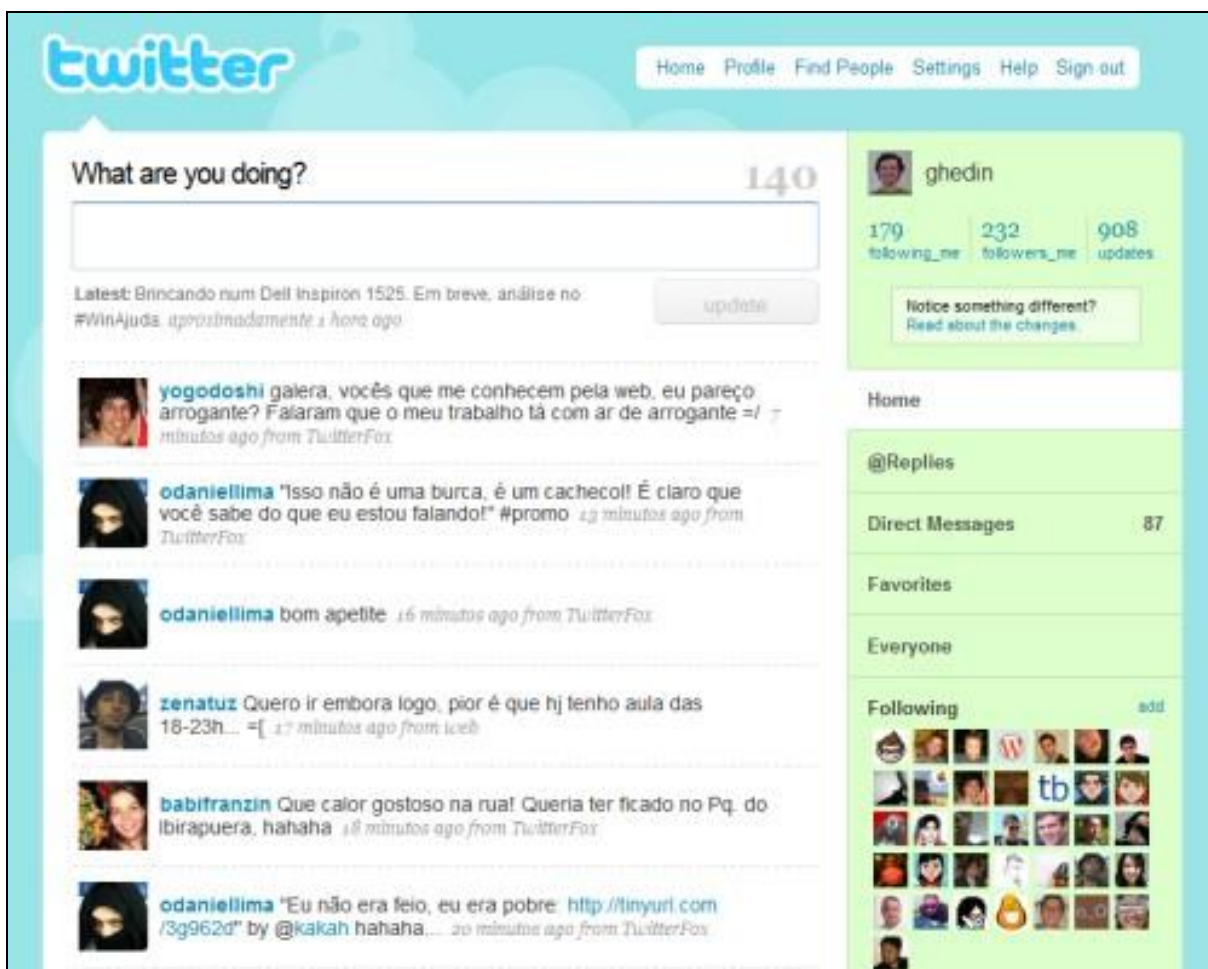 twitter
Home Profile Find People Settings Help Sign out
What are you doing?
140
Latest: Brincando num Dell Inspiron 1525. Em breve, análise no
#WinAjuda. aproximadamente 1 hora ago
update
yogodoshi galera, vocês que me conhecem pela web, eu pareço
arrogante? Falaram que o meu trabalho tá com ar de arrogante =/ 7
minutos ago from TwitterFox
odaniellima "Isso não é uma burca, é um cachecol! É claro que
você sabe do que eu estou falando!" #promo 13 minutos ago from
TwitterFox
odaniellima bom apetite 16 minutos ago from TwitterFox
zenatuz Quero ir embora logo, pior é que hj tenho aula das
18-23h... =[ 17 minutos ago from web
babifranzin Que calor gostoso na rua! Queria ter ficado no Pq. do
Ibirapuera, hahaha 18 minutos ago from TwitterFox
odaniellima "Eu não era feio, eu era pobre: http://tinyurl.com
/3g962d" by @kakah hahaha... 20 minutos ago from TwitterFox
ghedin
179 232 908
following_me followers_me updates
Notice something different?
Read about the changes.
Home
@Replies
Direct Messages 87
Favorites
Everyone
Following add
tb
n_0